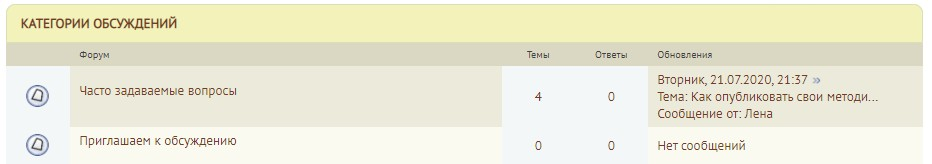 КАТЕГОРИИ ОБСУЖДЕНИЙ
Форум Темы Ответы Обновления
Часто задаваемые вопросы 4 0 Вторник, 21.07.2020, 21:37 »
Тема: Как опубликовать свои методи...
Сообщение от: Лена
Приглашаем к обсуждению 0 0 Нет сообщений